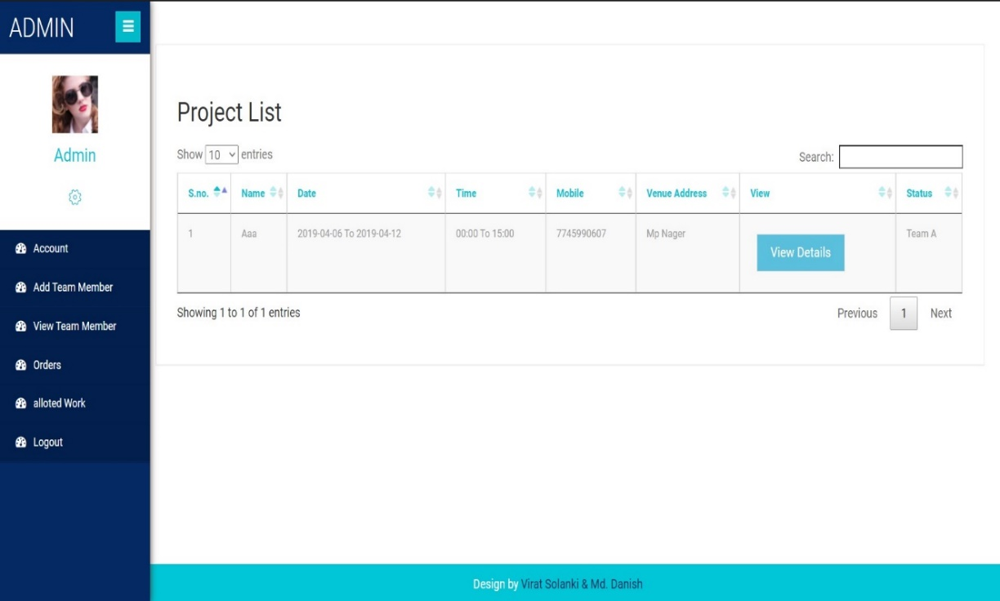 ADMIN
Admin
Account
Add Team Member
View Team Member
Orders
alloted Work
Logout
Project List
Show 10 entries
Search:
S.no. Name Date Time Mobile Venue Address View Status
1 Aaa 2019-04-06 To 2019-04-12 00:00 To 15:00 7745990607 Mp Nager View Details Team A
Showing 1 to 1 of 1 entries
Previous 1 Next
Design by Virat Solanki & Md. Danish